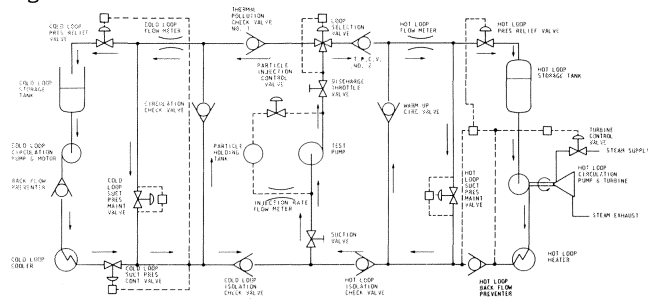 COLD LOOP
PRES RELIEF
VALVE
COLD LOOP
FLOW METER
THERMAL
POLLUTION
CHECK VALVE
NO. 1
LOOP
SELECTION
VALVE
HOT LOOP
FLOW METER
HOT LOOP
PRES RELIEF
VALVE
T.P.C.V.
NO. 2
COLD LOOP
STORAGE
TANK
PARTICLE
INJECTION
CONTROL
VALVE
DISCHARGE
THROTTLE
VALVE
HOT LOOP
STORAGE TANK
CIRCULATION
CHECK VALVE
WARM UP
CIRC VALVE
COLD LOOP
CIRCULATION
PUMP & MOTOR
PARTICLE
HOLDING
TANK
TEST
PUMP
TURBINE
CONTROL
VALVE
STEAM SUPPLY
HOT LOOP
CIRCULATION
PUMP & TURBINE
BACK FLOW
PREVENTER
COLD
LOOP
SUCT
PRES
MAINT
VALVE
INJECTION RATE
FLOW METER
HOT
LOOP
SUCT
PRES
MAINT
VALVE
STEAM EXHAUST
SUCTION
VALVE
COLD LOOP
COOLER
COLD LOOP
SUCT PRES
CONT VALVE
COLD LOOP
ISOLATION
CHECK VALVE
HOT LOOP
ISOLATION
CHECK VALVE
HOT LOOP
BACK FLOW
PREVENTER
HOT LOOP
HEATER